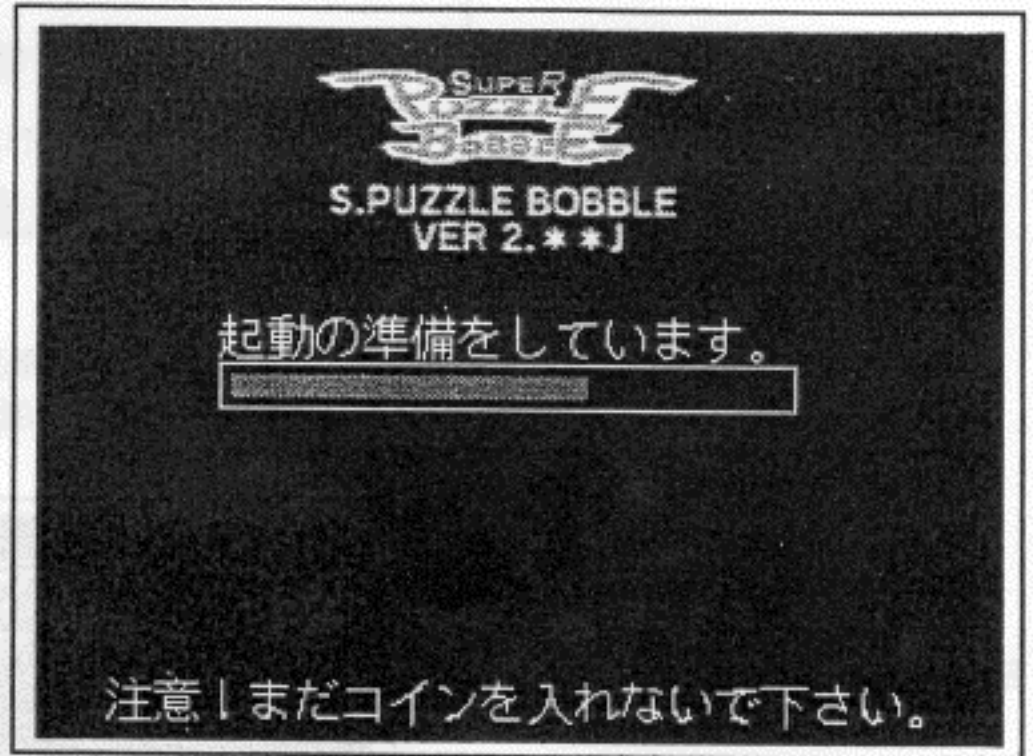 SUPER
PUZZLE
BOBBLE
S.PUZZLE BOBBLE
VER 2.**J
起動の準備をしています。
注意!まだコインを入れないで下さい。